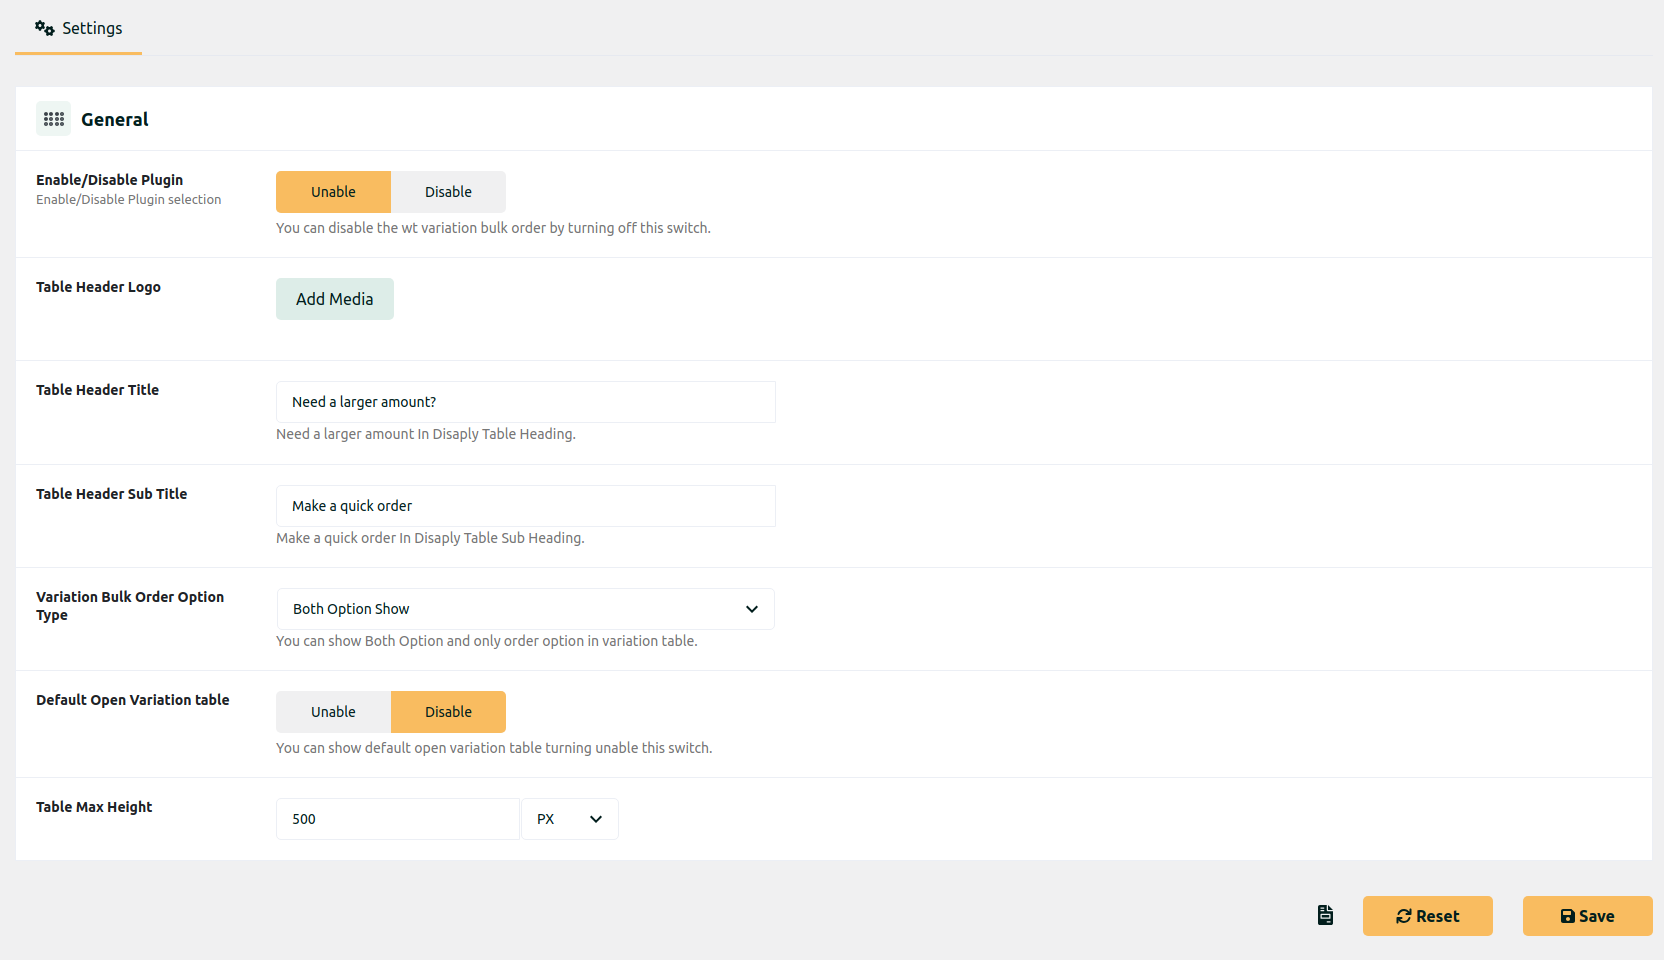 Settings
General
Enable/Disable Plugin
Enable/Disable Plugin selection
Unable Disable
You can disable the wt variation bulk order by turning off this switch.
Table Header Logo
Add Media
Table Header Title
Need a larger amount?
Need a larger amount In Disaply Table Heading.
Table Header Sub Title
Make a quick order
Make a quick order In Disaply Table Sub Heading.
Variation Bulk Order Option
Type
Both Option Show
You can show Both Option and only order option in variation table.
Default Open Variation table
Unable Disable
You can show default open variation table turning unable this switch.
Table Max Height
500 PX
Reset Save